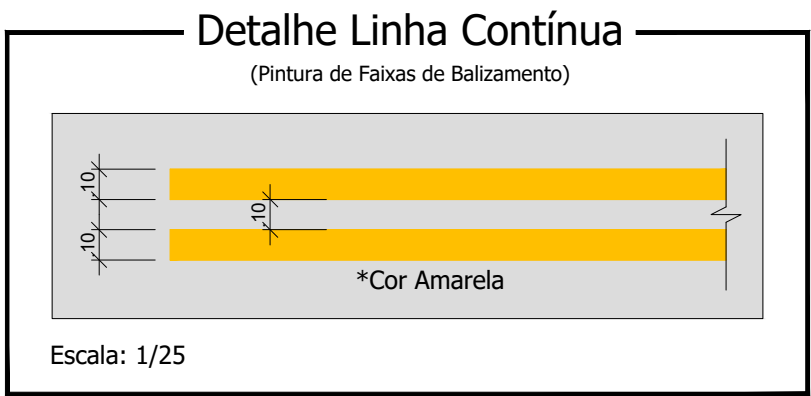 Detalhe Linha Contínua
(Pintura de Faixas de Balizamento)
,10
,10
,10
*Cor Amarela
Escala: 1/25